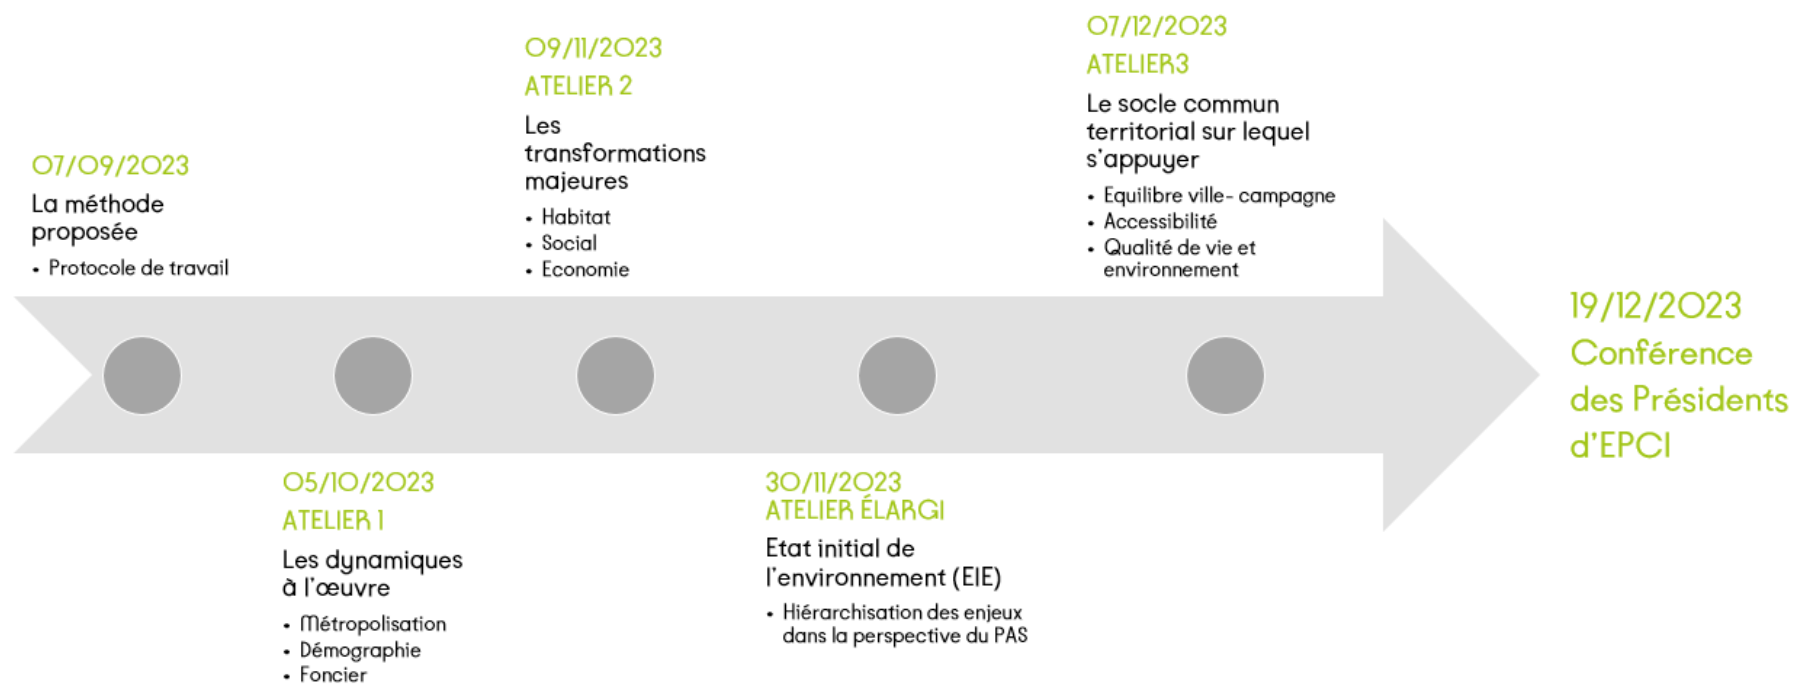 07/09/2023
La méthode
proposée
• Protocole de travail
05/10/2023
ATELIER 1
Les dynamiques
à l'œuvre
• Métropolisation
• Démographie
• Foncier
09/11/2023
ATELIER 2
Les
transformations
majeures
• Habitat
• Social
• Economie
30/11/2023
ATELIER ÉLARGI
Etat initial de
l'environnement (EIE)
• Hiérarchisation des enjeux
dans la perspective du PAS
07/12/2023
ATELIER3
Le socle commun
territorial sur lequel
s'appuyer
• Equilibre ville- campagne
• Accessibilité
• Qualité de vie et
environnement
19/12/2023
Conférence
des Présidents
d'EPCI